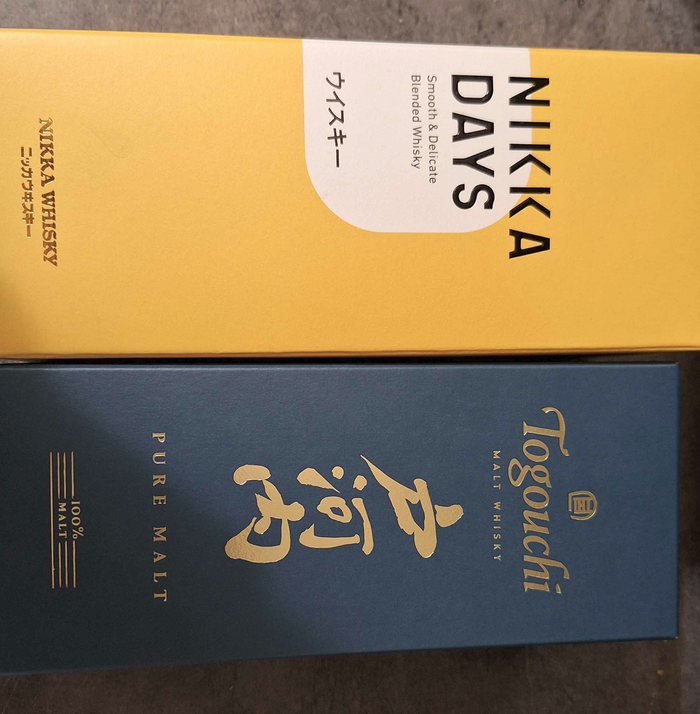 NIKKA
DAYS
Smooth & Delicate
Blended Whisky
ウイスキー
NIKKA WHISKY
ニッカウヰスキー
Togouchi
MALT WHISKY
戸河内
PURE MALT
100%
MALT